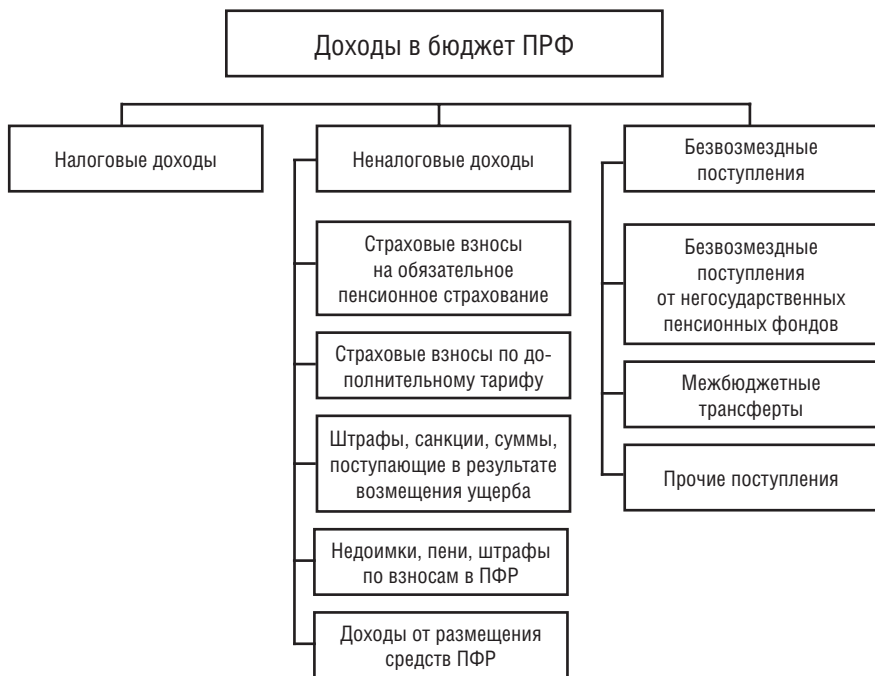 Доходы в бюджет ПРФ
Налоговые доходы
Неналоговые доходы
Страховые взносы
на обязательное
пенсионное страхование
Страховые взносы по до-
полнительному тарифу
Штрафы, санкции, суммы,
поступающие в результате
возмещения ущерба
Недоимки, пени, штрафы
по взносам в ПФР
Доходы от размещения
средств ПФР
Безвозмездные
поступления
Безвозмездные
поступления
от негосударственных
пенсионных фондов
Межбюджетные
трансферты
Прочие поступления